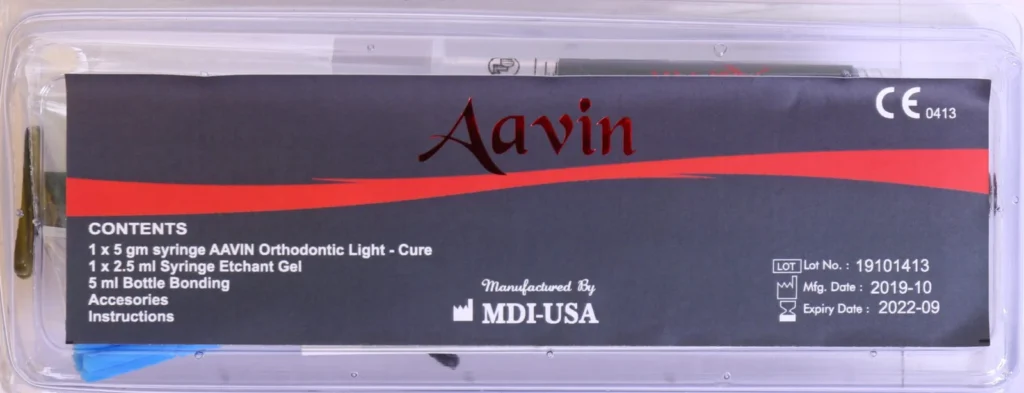 Aavin
CE 0413
CONTENTS
1 x 5 gm syringe AAVIN Orthodontic Light - Cure
1 x 2.5 ml Syringe Etchant Gel
5 ml Bottle Bonding
Accesories
Instructions
Manufactured By
MDI-USA
LOT Lot No. : 19101413
Mfg. Date : 2019-10
Expiry Date : 2022-09